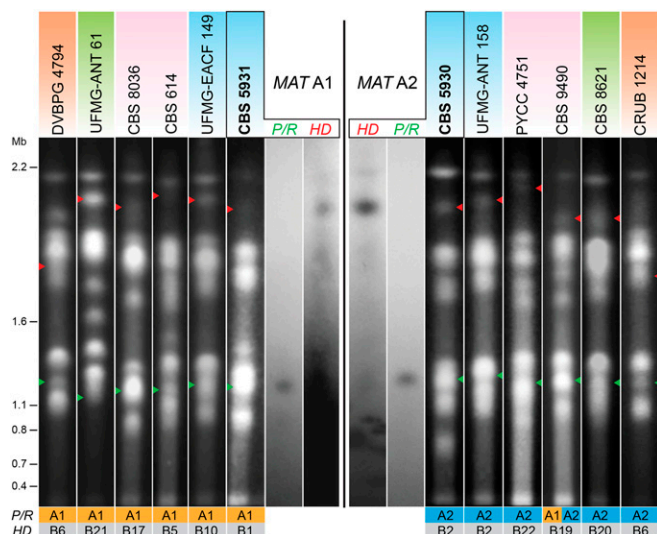 DVBPG 4794
UFMG-ANT 61
CBS 8036
CBS 614
UFMG-EACF 149
CBS 5931
MAT A1
P/R HD
MAT A2
HD P/R
CBS 5930
UFMG-ANT 158
PYCC 4751
CBS 9490
CBS 8621
CRUB 1214
Mb
2.2
1.6
1.1
0.8
0.7
0.4
P/R A1 A1 A1 A1 A1 A1 A2 A2 A2 A1 A2 A2 A2
HD B6 B21 B17 B5 B10 B1 B2 B2 B22 B19 B20 B6